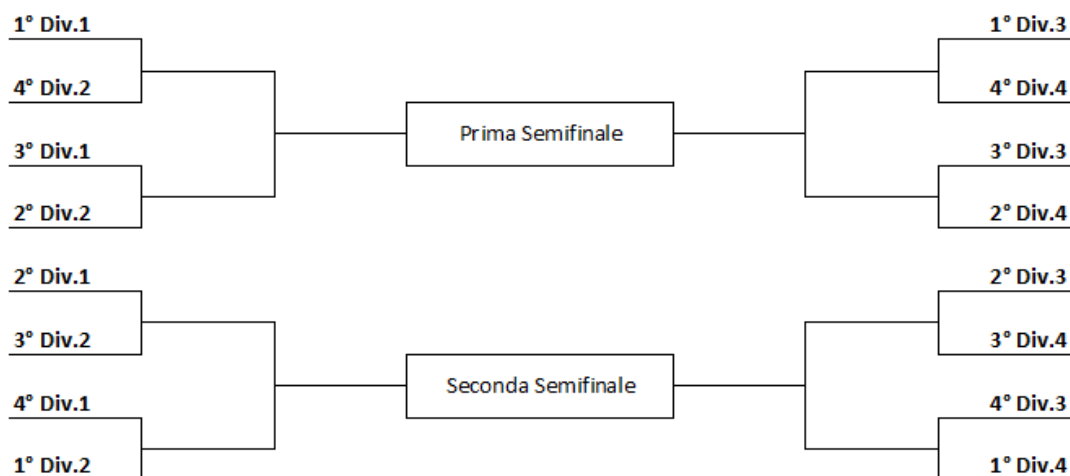 1° Div.1
4° Div.2
3° Div.1
2° Div.2
2° Div.1
3° Div.2
4° Div.1
1° Div.2
Prima Semifinale
Seconda Semifinale
1° Div.3
4° Div.4
3° Div.3
2° Div.4
2° Div.3
3° Div.4
4° Div.3
1° Div.4